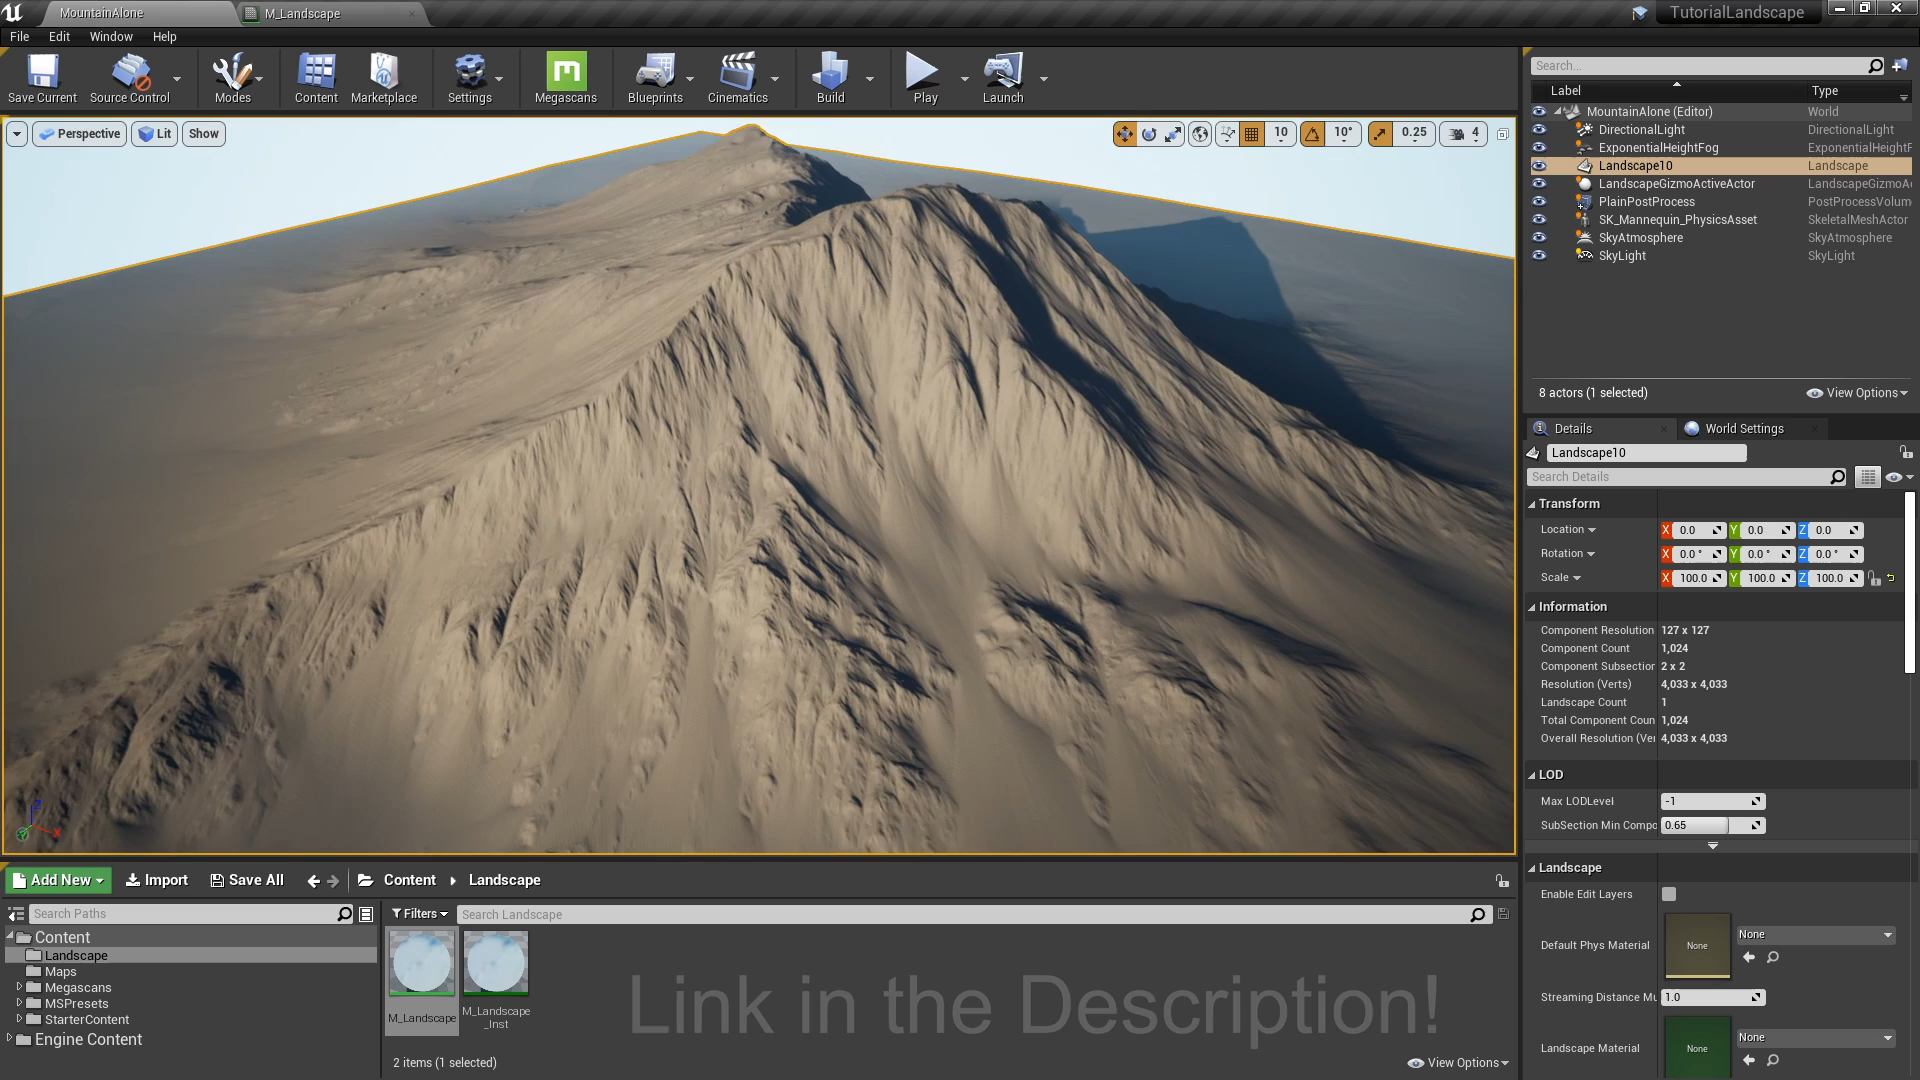 MountainAlone
M_Landscape
TutorialLandscape
File Edit Window Help
Save Current
Source Control
Modes
Content
Marketplace
Settings
Megascans
Blueprints
Cinematics
Build
Play
Launch
Perspective
Lit
Show
10
10°
0.25
4
Search...
Label Type
MountainAlone (Editor) World
DirectionalLight DirectionalLight
ExponentialHeightFog ExponentialHeightF
Landscape10 Landscape
LandscapeGizmoActiveActor LandscapeGizmoA
PlainPostProcess PostProcessVolum
SK_Mannequin_PhysicsAsset SkeletalMeshActor
SkyAtmosphere SkyAtmosphere
SkyLight SkyLight
8 actors (1 selected)
View Options
Details
World Settings
Landscape10
Search Details
Transform
Location X 0.0 Y 0.0 Z 0.0
Rotation X 0.0 ° Y 0.0 ° Z 0.0 °
Scale X 100.0 Y 100.0 Z 100.0
Information
Component Resolution 127 x 127
Component Count 1,024
Component Subsection 2 x 2
Resolution (Verts) 4,033 x 4,033
Landscape Count 1
Total Component Coun 1,024
Overall Resolution (Ver 4,033 x 4,033
LOD
Max LODLevel -1
SubSection Min Compo 0.65
Landscape
Enable Edit Layers
Default Phys Material None None
Streaming Distance Mu 1.0
Landscape Material None None
Z
X
Add New
Import
Save All
Content
Landscape
Search Paths
Filters
Search Landscape
Content
Landscape
Maps
Megascans
MSPresets
StarterContent
Engine Content
M_Landscape
M_Landscape
_Inst
Link in the Description!
2 items (1 selected)
View Options